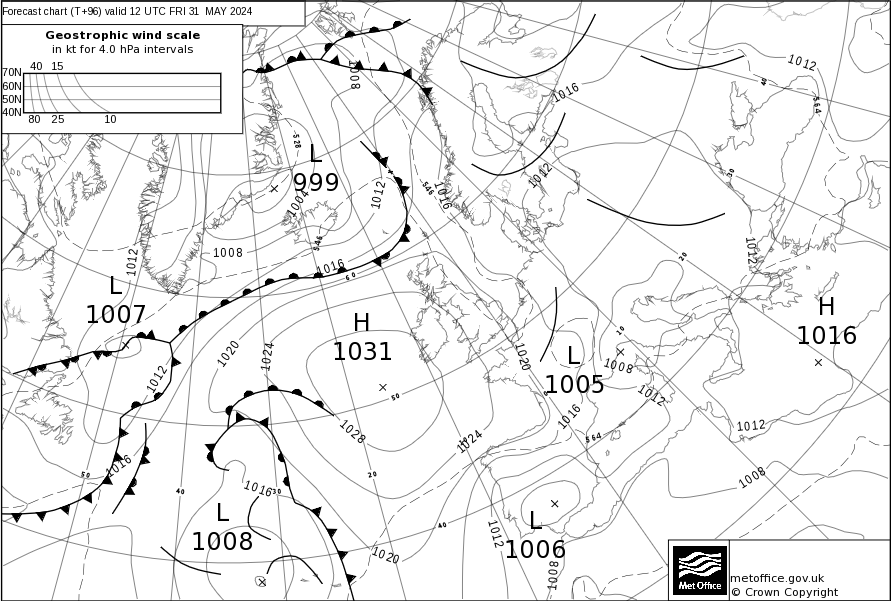 Forecast chart (T+96) valid 12 UTC FRI 31 MAY 2024
Geostrophic wind scale
in kt for 4.0 hPa intervals
40 15
70N
60N
50N
40N
80 25 10
1008
1012
40
564
1016
528
L
999
1004
1012
546
546
1016
1012
30
1008
546
1012
1016
60
20
1012
L
1007
H
1031
H
1016
10
1020
1024
1020
L
1005
1008
1012
50
1012
0
1016
1028
1024
564
1012
50
1016
20
1008
40
1016
30
L
1008
40
1012
L
1006
1020
1008
Met Office
metoffice.gov.uk
© Crown Copyright